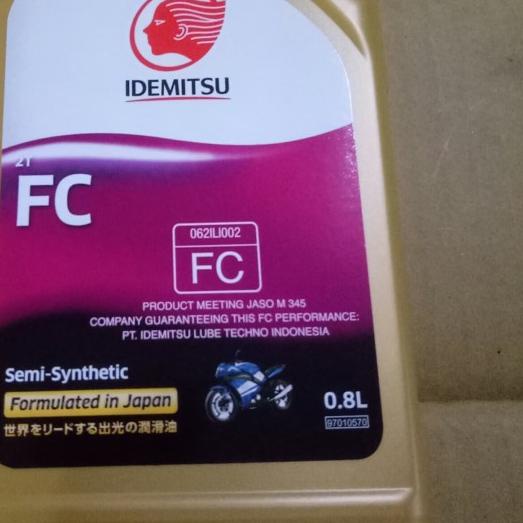 IDEMITSU
2T
FC
062ILI002
FC
PRODUCT MEETING JASO M 345
COMPANY GUARANTEEING THIS FC PERFORMANCE:
PT. IDEMITSU LUBE TECHNO INDONESIA
Semi-Synthetic
Formulated in Japan
0.8L
世界をリードする出光の潤滑油
97010570